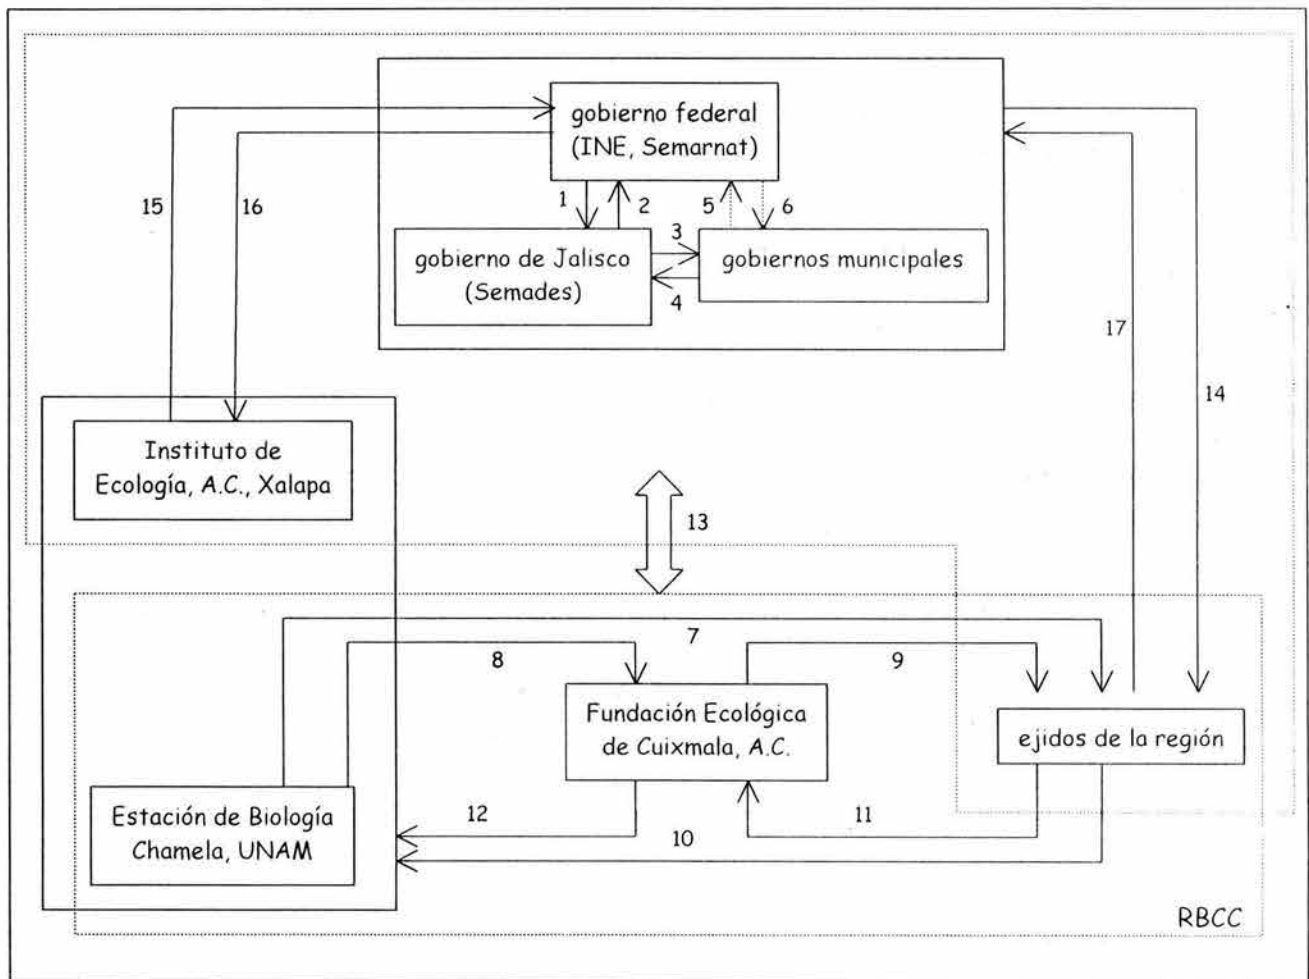 gobierno federal
(INE, Semarnat)
15
16
1
2
5
6
3
gobierno de Jalisco
(Semades)
gobiernos municipales
4
17
14
Instituto de
Ecología, A.C., Xalapa
13
7
8
9
Fundación Ecológica
de Cuixmala, A.C.
ejidos de la región
Estación de Biología
Chamela, UNAM
12
11
10
RBCC